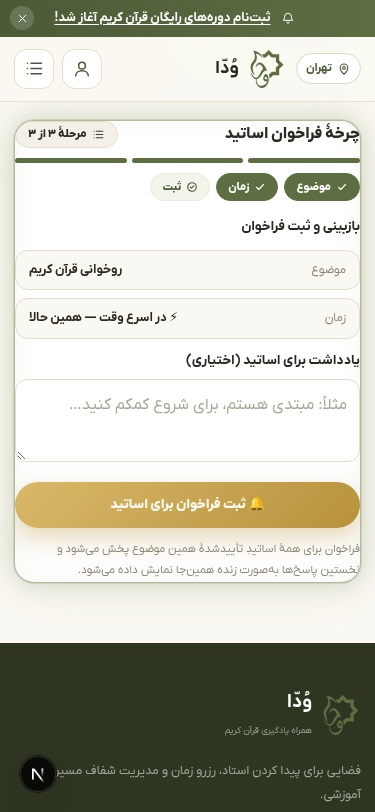 ثبت‌نام دوره‌های رایگان قرآن کریم آغاز شد!
تهران
وُدّا
چرخهٔ فراخوان اساتید
مرحلهٔ ۳ از ۳
موضوع
زمان
ثبت
بازبینی و ثبت فراخوان
موضوع
روخوانی قرآن کریم
زمان
⚡ در اسرع وقت — همین حالا
یادداشت برای اساتید (اختیاری)
مثلاً: مبتدی هستم، برای شروع کمکم کنید...
🔔 ثبت فراخوان برای اساتید
فراخوان برای همهٔ اساتیدِ تأییدشدهٔ همین موضوع پخش می‌شود و
نخستین پاسخ‌ها به‌صورت زنده همین‌جا نمایش داده می‌شود.
وُدّا
همراه یادگیری قرآن کریم
فضایی برای پیدا کردن استاد، رزرو زمان و مدیریت شفاف مسیر
آموزشی.
N